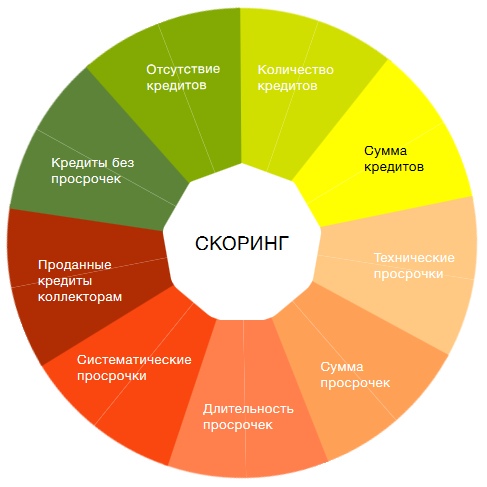 Отсутствие
кредитов
Количество
кредитов
Сумма
кредитов
Технические
просрочки
Сумма
просрочек
Длительность
просрочек
Систематические
просрочки
Проданные
кредиты
коллекторам
Кредиты без
просрочек
СКОРИНГ